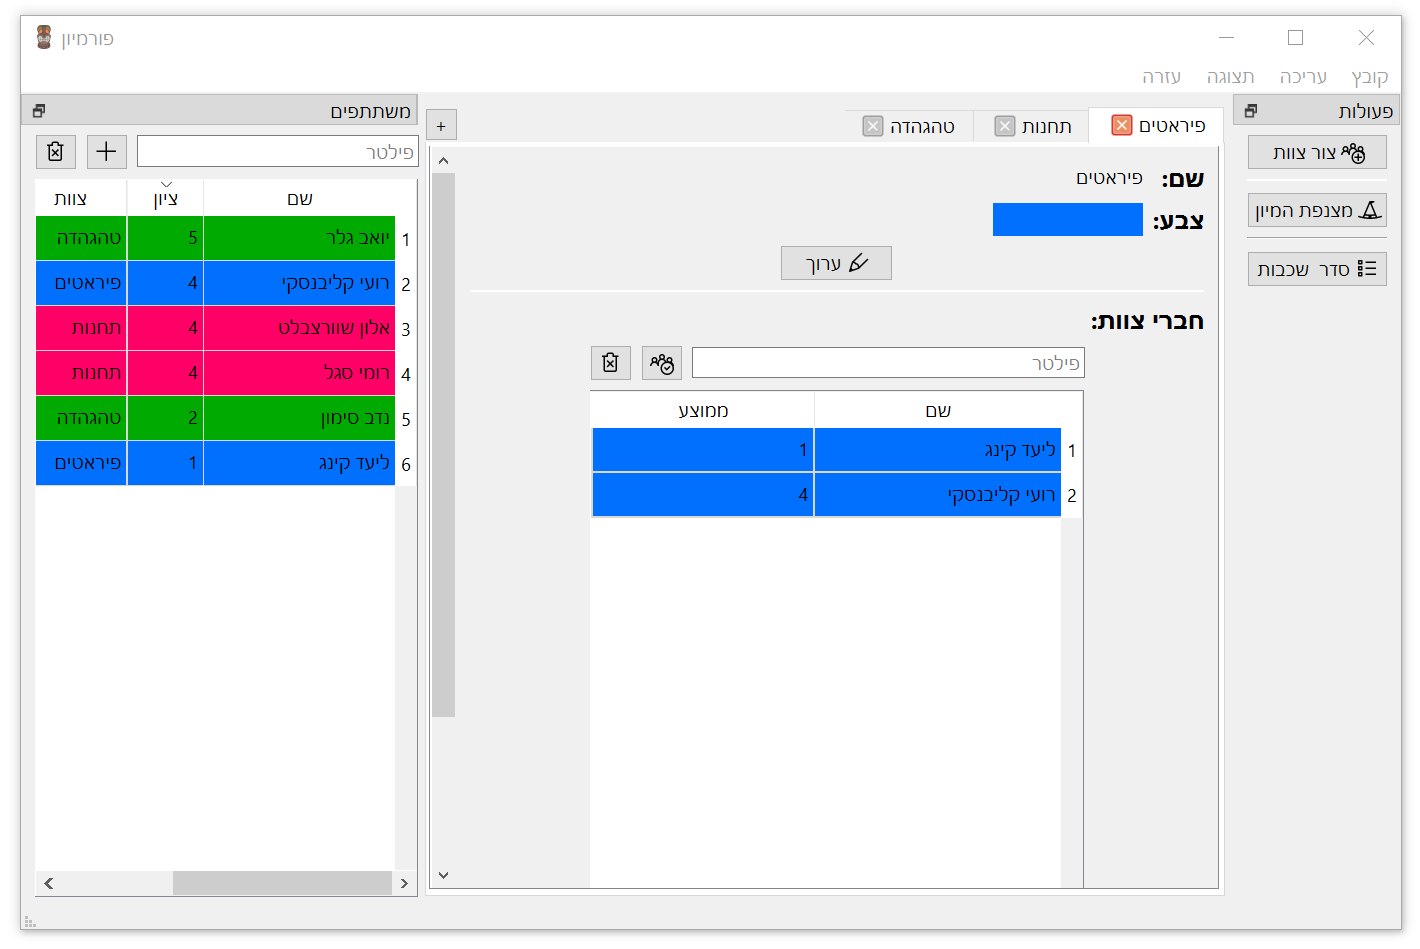 פורמיון
קובץ עריכה תצוגה עזרה
פעולות
צור צוות
מצנפת המיון
סדר שכבות
פיראטים תחנות טהגהדה +
שם: פיראטים
צבע:
ערוך
חברי צוות:
פילטר
שם ממוצע
1 ליעד קינג 1
2 רועי קליבנסקי 4
משתתפים
פילטר
שם ציון צוות
1 יואב גלר 5 טהגהדה
2 רועי קליבנסקי 4 פיראטים
3 אלון שוורצבלט 4 תחנות
4 רומי סגל 4 תחנות
5 נדב סימון 2 טהגהדה
6 ליעד קינג 1 פיראטים